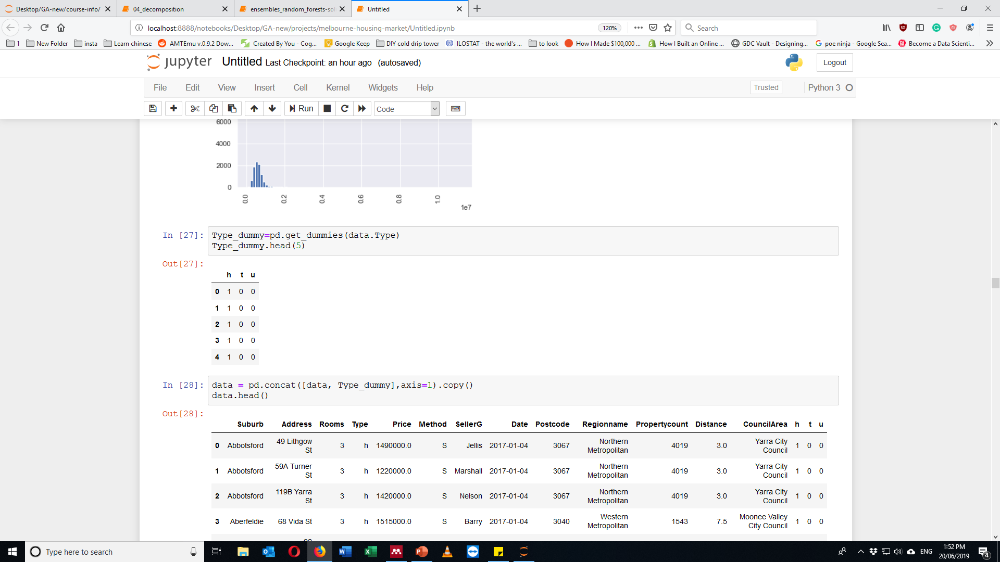 Desktop/GA-new/course-info/
04_decomposition
ensembles_random_forests-sol
Untitled
localhost:8888/notebooks/Desktop/GA-new/projects/melbourne-housing-market/Untitled.ipynb
120%
Search
1
New Folder
insta
Learn chinese
AMTEmu v.0.9.2 Dow...
Created By You - Cog...
Google Keep
DIY cold drip tower
ILOSTAT - the world's ...
to look
How I Made $100,000 ...
How I Built an Online ...
GDC Vault - Designing...
poe ninja - Google Sea...
Become a Data Scienti...
jupyter Untitled Last Checkpoint: an hour ago (autosaved)
Logout
File Edit View Insert Cell Kernel Widgets Help
Trusted
Python 3
Run
Code
6000
4000
2000
0
0.0 0.2 0.4 0.6 0.8 1.0
1e7
In [27]: Type_dummy=pd.get_dummies(data.Type)
Type_dummy.head(5)
Out[27]:
h t u
0 1 0 0
1 1 0 0
2 1 0 0
3 1 0 0
4 1 0 0
In [28]: data = pd.concat([data, Type_dummy],axis=1).copy()
data.head()
Out[28]:
Suburb Address Rooms Type Price Method SellerG Date Postcode Regionname Propertycount Distance CouncilArea h t u
0 Abbotsford 49 Lithgow St 3 h 1490000.0 S Jellis 2017-01-04 3067 Northern Metropolitan 4019 3.0 Yarra City Council 1 0 0
1 Abbotsford 59A Turner St 3 h 1220000.0 S Marshall 2017-01-04 3067 Northern Metropolitan 4019 3.0 Yarra City Council 1 0 0
2 Abbotsford 119B Yarra St 3 h 1420000.0 S Nelson 2017-01-04 3067 Northern Metropolitan 4019 3.0 Yarra City Council 1 0 0
3 Aberfeldie 68 Vida St 3 h 1515000.0 S Barry 2017-01-04 3040 Western Metropolitan 1543 7.5 Moonee Valley City Council 1 0 0
Type here to search
ENG
1:52 PM
20/06/2019
4